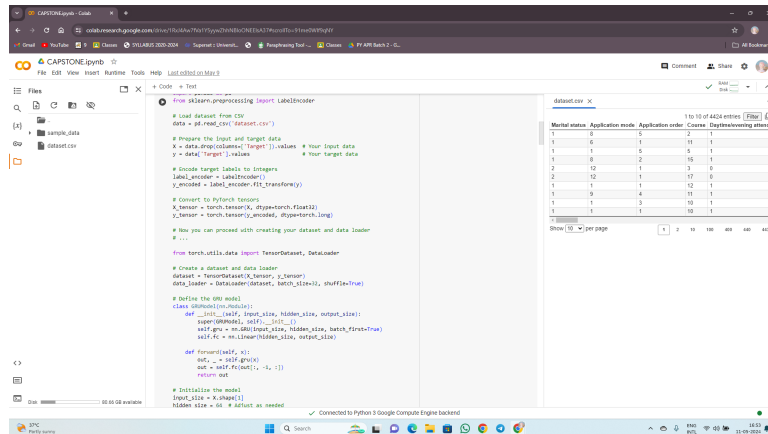 CAPSTONE.ipynb - Colab
colab.research.google.com/drive/
Gmail YouTube 9 Classes SYLLABUS 2020-2024 Superset :: Universit... Paraphrasing Tool -... Classes FY APR Batch 2 - G... All Bookmar
CAPSTONE.ipynb
File Edit View Insert Runtime Tools Help Last edited on May 9
Comment Share
Files
+ Code + Text
RAM
Disk
..
sample_data
dataset.csv
Disk 80.66 GB available
from sklearn.preprocessing import LabelEncoder
# Load dataset from CSV
data = pd.read_csv("dataset.csv")
# Prepare the input and target data
X = data.drop(columns=['Target']).values # Your input data
y = data['Target'].values # Your target data
# Encode target labels to integers
label_encoder = LabelEncoder()
y_encoded = label_encoder.fit_transform(y)
# Convert to PyTorch tensors
X_tensor = torch.tensor(X, dtype=torch.float32)
y_tensor = torch.tensor(y_encoded, dtype=torch.long)
# Now you can proceed with creating your dataset and data loader
# ...
from torch.utils.data import TensorDataset, DataLoader
# Create a dataset and data loader
dataset = TensorDataset(X_tensor, y_tensor)
data_loader = DataLoader(dataset, batch_size=32, shuffle=True)
# Define the GRU model
class GRUModel(nn.Module):
def __init__(self, input_size, hidden_size, output_size):
super(GRUModel, self).__init__()
self.gru = nn.GRU(input_size, hidden_size, batch_first=True)
self.fc = nn.Linear(hidden_size, output_size)
def forward(self, x):
out, _ = self.gru(x)
out = self.fc(out[:, -1, :])
return out
# Initialize the model
input_size = X.shape[1]
hidden_size = 64 # Adjust as needed
dataset.csv
1 to 10 of 4424 entries Filter
Marital status Application mode Application order Course Daytime/evening atten
1 8 5 2 1
1 6 1 11 1
1 1 5 5 1
1 8 2 15 1
2 12 1 3 0
2 12 1 17 0
1 1 1 12 1
1 9 4 11 1
1 1 3 10 1
1 1 1 10 1
Show 10 per page
1 2 10 100 400 440
Connected to Python 3 Google Compute Engine backend
37°C
Partly sunny
Search
ENG
INTL
16:53
11-05-2024